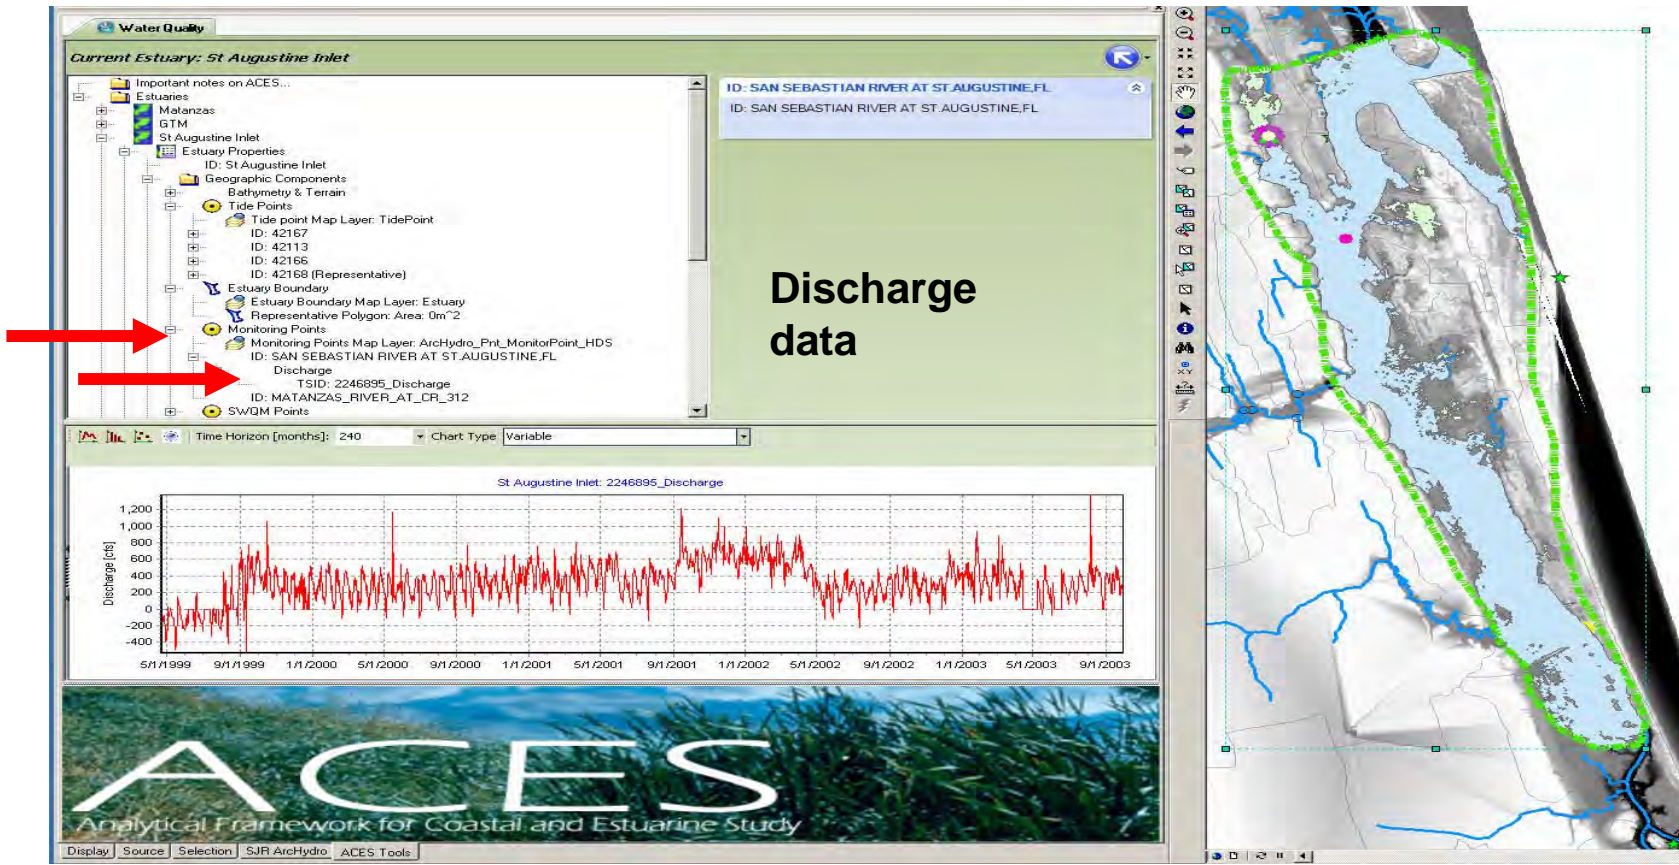 Water Quality
Current Estuary: St Augustine Inlet
Important notes on ACES...
Estuaries
Matanzas
GTM
St Augustine Inlet
Estuary Properties
ID: St Augustine Inlet
Geographic Components
Bathymetry & Terrain
Tide Points
Tide point Map Layer: TidePoint
ID: 42167
ID: 42113
ID: 42166
ID: 42168 (Representative)
Estuary Boundary
Estuary Boundary Map Layer: Estuary
Representative Polygon: Area: 0m^2
Monitoring Points
Monitoring Points Map Layer: ArcHydro_Pnt_MonitorPoint_HDS
ID: SAN SEBASTIAN RIVER AT ST.AUGUSTINE,FL
Discharge
TSID: 2246895_Discharge
ID: MATANZAS_RIVER_AT_CR_312
SWQM Points
ID: SAN SEBASTIAN RIVER AT ST.AUGUSTINE,FL
ID: SAN SEBASTIAN RIVER AT ST.AUGUSTINE,FL
Discharge
data
Time Horizon [months]: 240 Chart Type Variable
St Augustine Inlet: 2246895_Discharge
Discharge [cfs]
1,200
1,000
800
600
400
200
0
-200
-400
5/1/1999 9/1/1999 1/1/2000 5/1/2000 9/1/2000 1/1/2001 5/1/2001 9/1/2001 1/1/2002 5/1/2002 9/1/2002 1/1/2003 5/1/2003 9/1/2003
ACES
Analytical Framework for Coastal and Estuarine Study
Display Source Selection SJR ArcHydro ACES Tools
XY